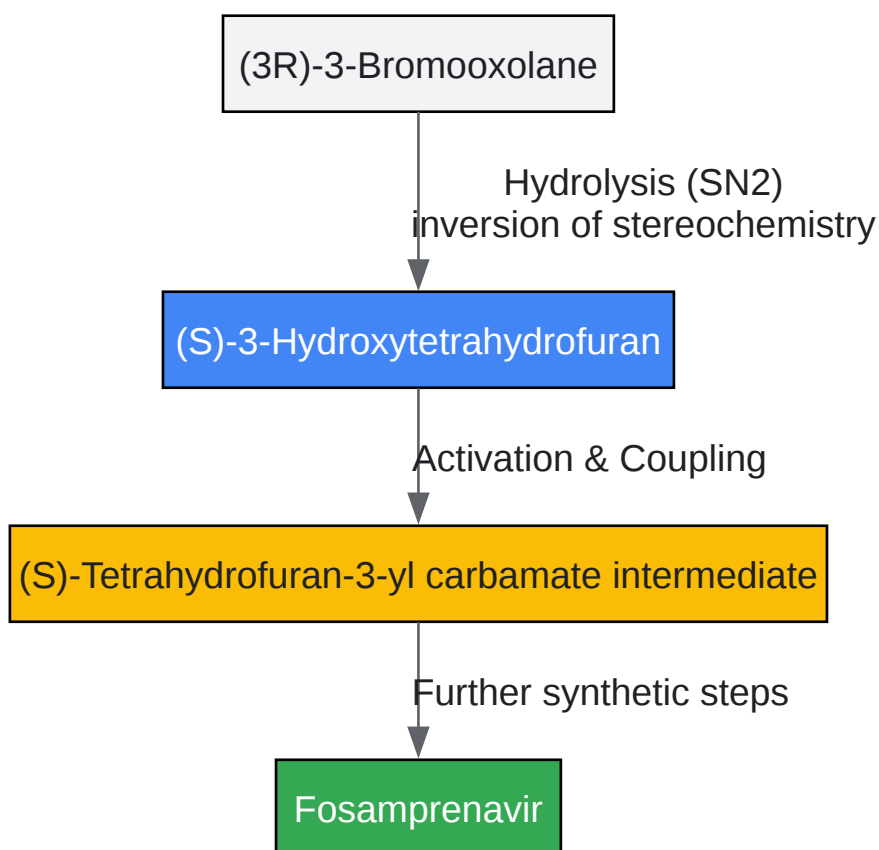 (3R)-3-Bromooxolane
Hydrolysis (SN2)
inversion of stereochemistry
(S)-3-Hydroxytetrahydrofuran
Activation & Coupling
(S)-Tetrahydrofuran-3-yl carbamate intermediate
Further synthetic steps
Fosamprenavir